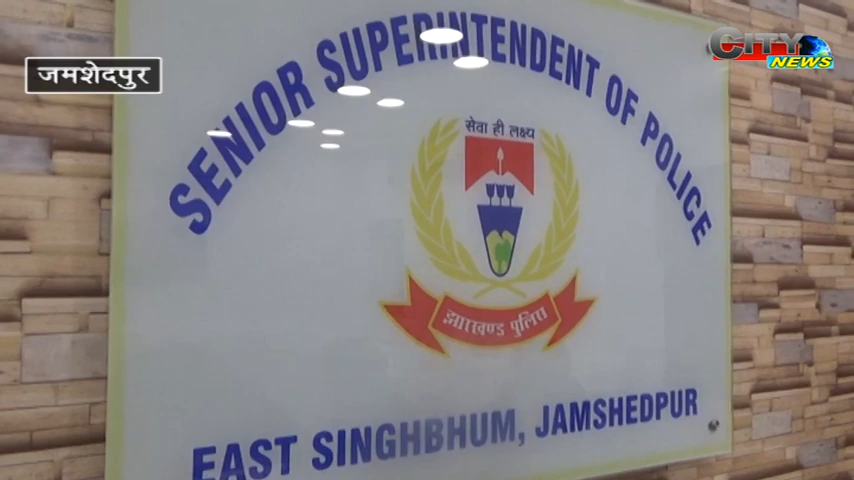 जमशेदपुर
CITY
NEWS
SENIOR SUPERINTENDENT OF POLICE
सेवा ही लक्ष्य
झारखण्ड पुलिस
EAST SINGHBHUM, JAMSHEDPUR